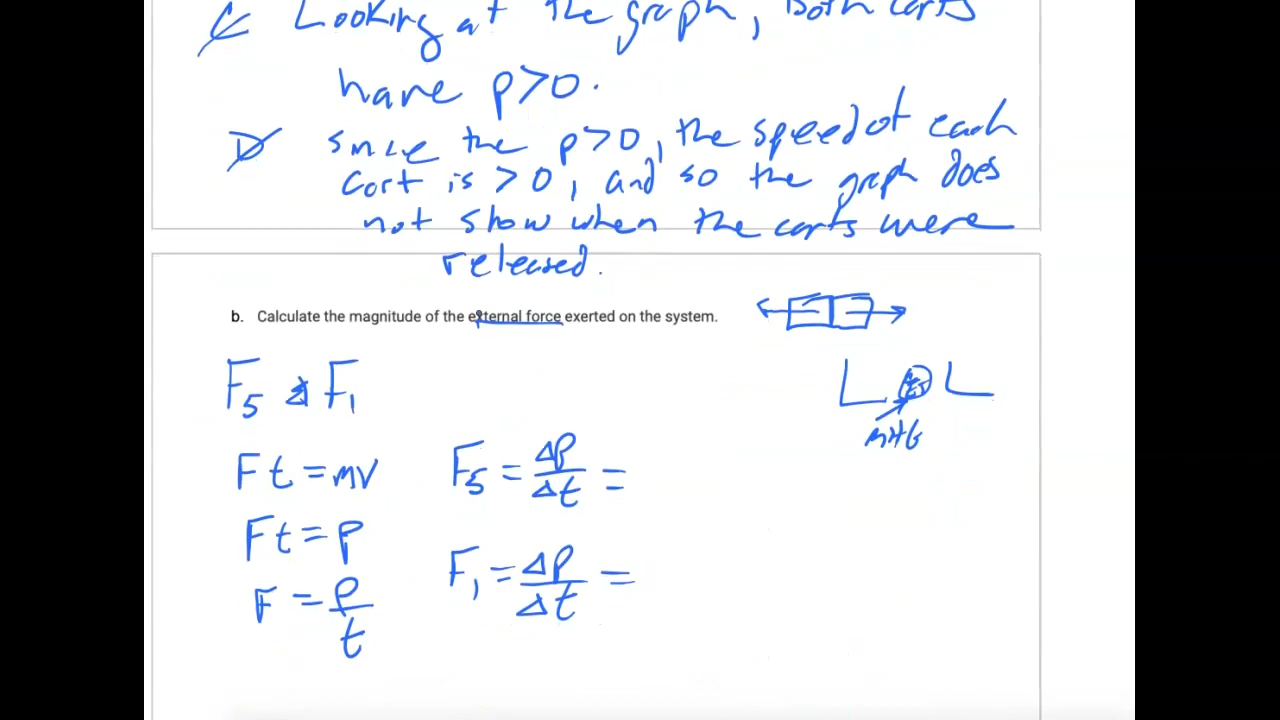 C Looking at the graph, both carts
have p>0.
D since the p>0, the speed of each
cart is >0, and so the graph does
not show when the carts were
released.
b. Calculate the magnitude of the external force exerted on the system.
F₅ & F₁
Ft = mv
F₅ = Δp/Δt =
Ft = p
F₁ = Δp/Δt =
F = p/t